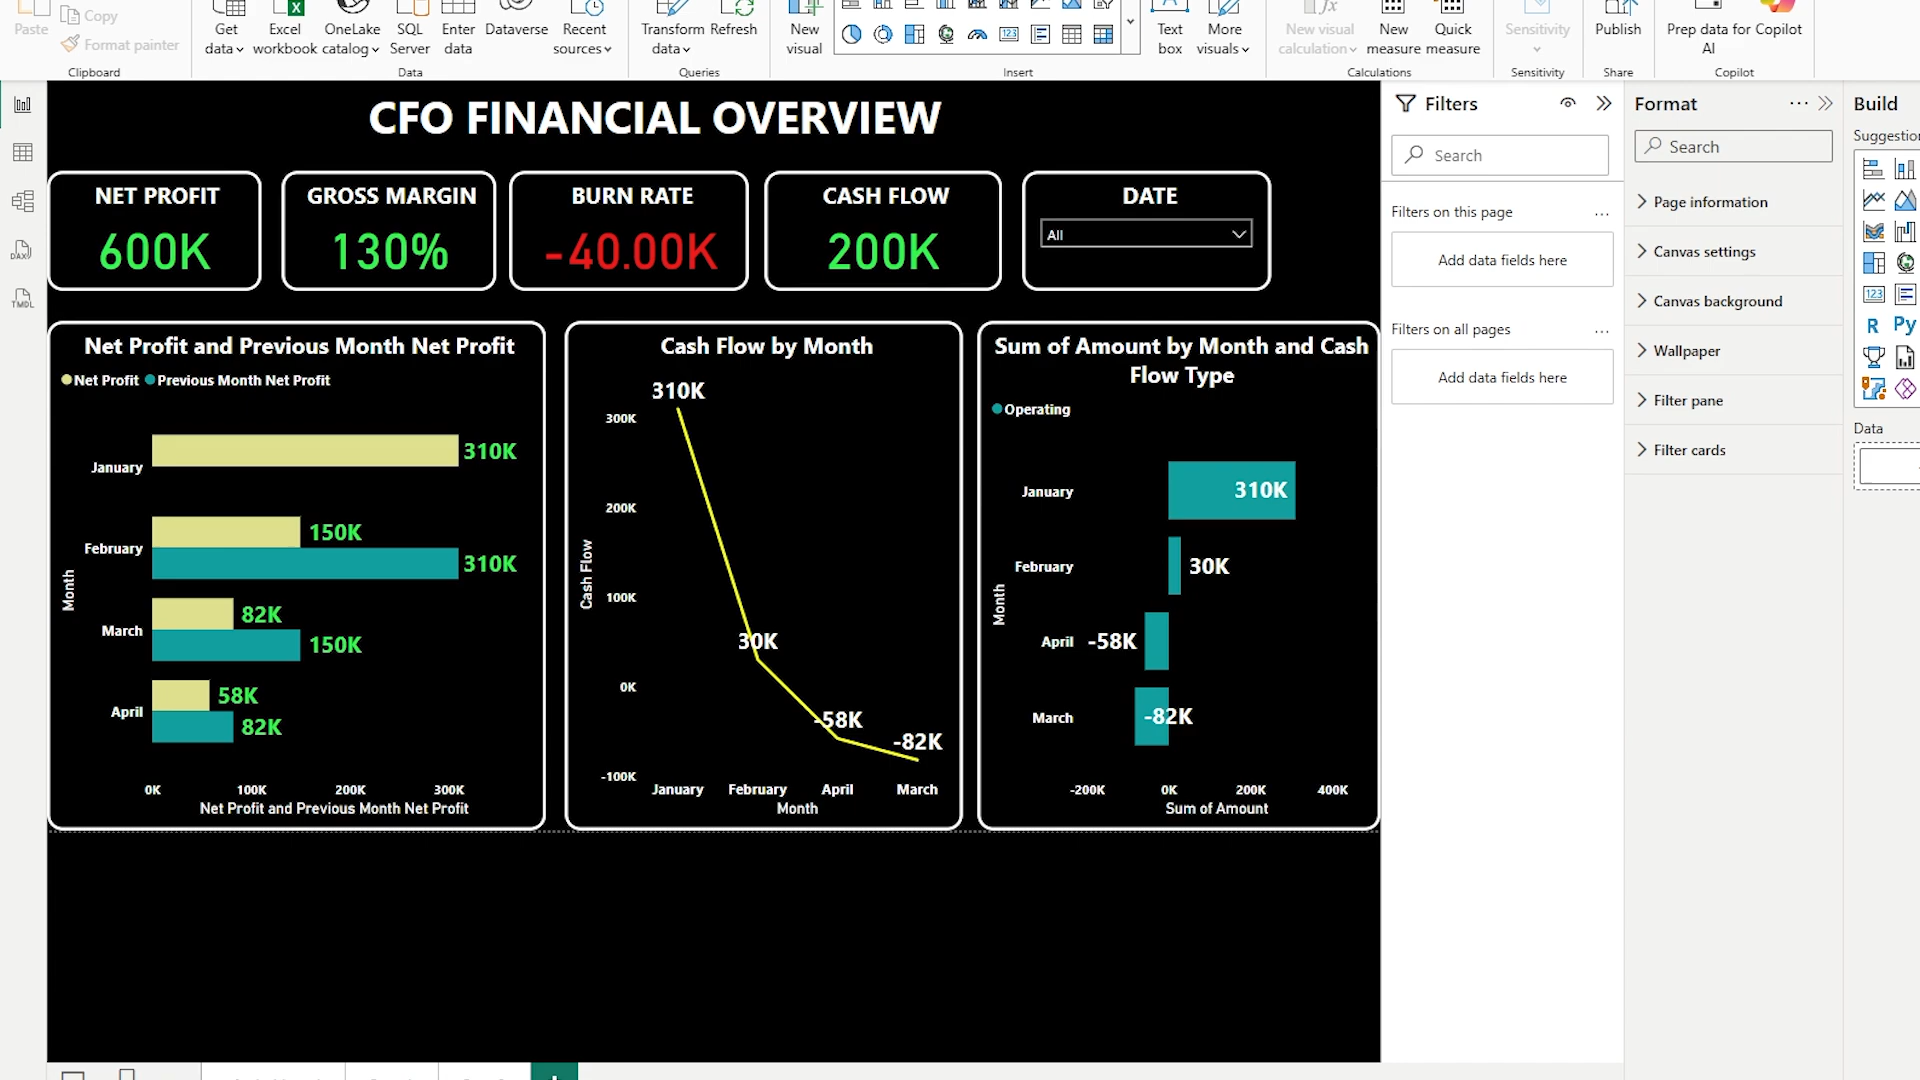 Paste
Copy
Format painter
Clipboard
Get data
Excel workbook
OneLake catalog
SQL Server
Enter data
Dataverse
Recent sources
Data
Transform data
Refresh
Queries
New visual
Insert
Text box
More visuals
New visual calculation
New measure
Quick measure
Calculations
Sensitivity
Sensitivity
Publish
Share
Prep data for AI
Copilot
Copilot
DAX
TMDL
CFO FINANCIAL OVERVIEW
NET PROFIT
600K
GROSS MARGIN
130%
BURN RATE
-40.00K
CASH FLOW
200K
DATE
All
Net Profit and Previous Month Net Profit
Net Profit Previous Month Net Profit
Month
January
310K
February
150K
310K
March
82K
150K
April
58K
82K
0K 100K 200K 300K
Net Profit and Previous Month Net Profit
Cash Flow by Month
Cash Flow
300K
200K
100K
0K
-100K
310K
30K
-58K
-82K
January February April March
Month
Sum of Amount by Month and Cash
Flow Type
Operating
Month
January
310K
February
30K
April
-58K
March
-82K
-200K 0K 200K 400K
Sum of Amount
Filters
Search
Filters on this page
Add data fields here
Filters on all pages
Add data fields here
Format
Search
Page information
Canvas settings
Canvas background
Wallpaper
Filter pane
Filter cards
Build
123
R Py
Data